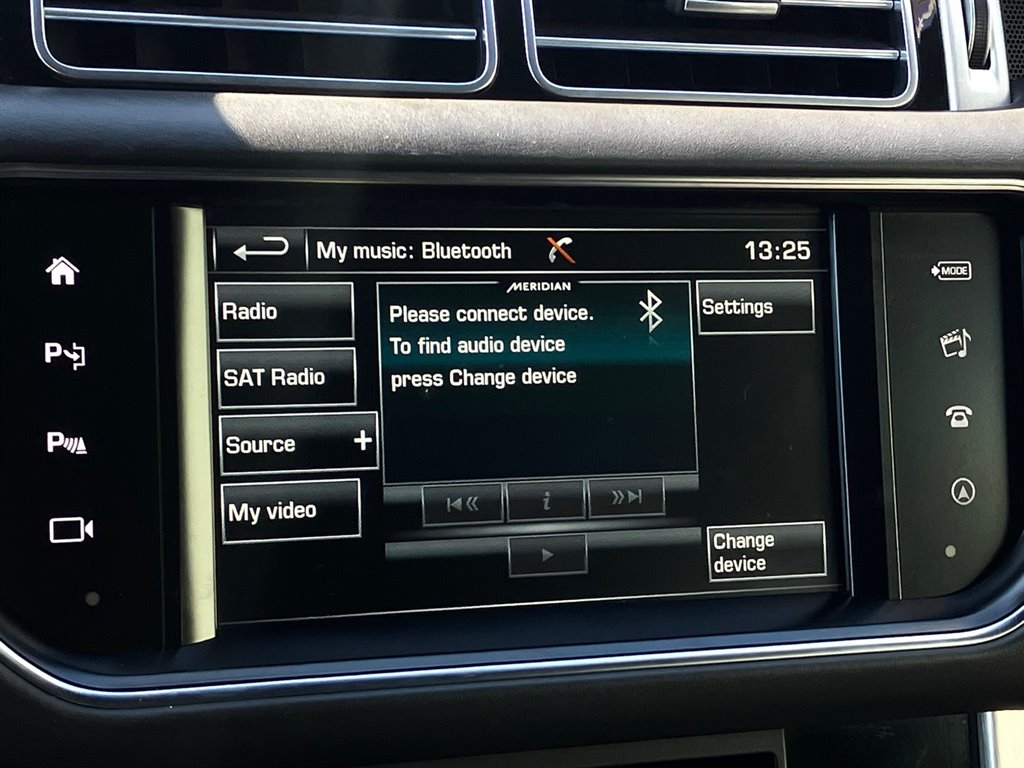 My music: Bluetooth
13:25
MODE
Radio
MERIDIAN
Please connect device.
To find audio device
press Change device
Settings
SAT Radio
P
Source +
P
My video
i
Change
device